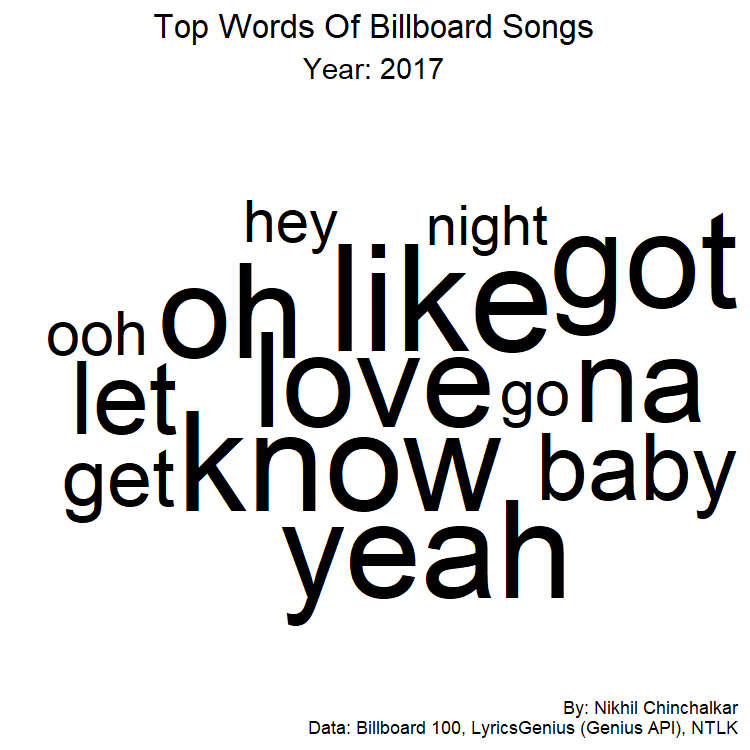 Top Words Of Billboard Songs
Year: 2017
hey night
oh like got
ooh
let love go na
get know baby
yeah
By: Nikhil Chinchalkar
Data: Billboard 100, LyricsGenius (Genius API), NTLK